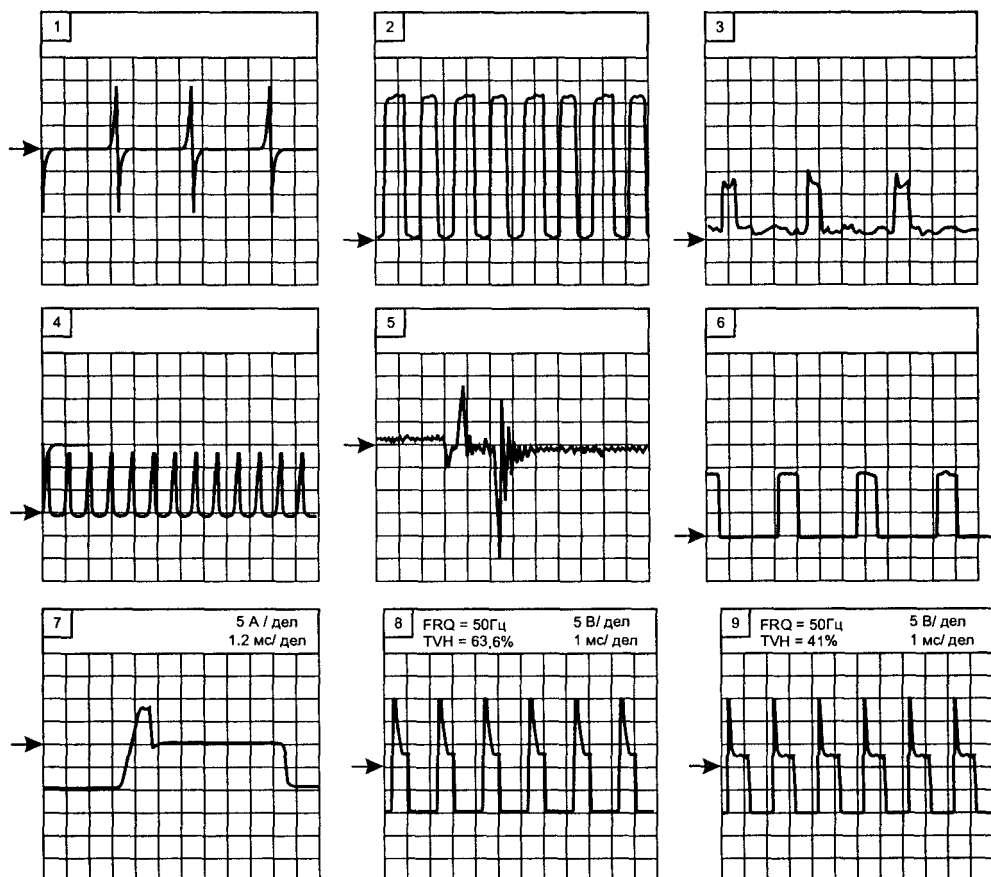 1
2
3
4
5
6
7
5 А / дел
1.2 мс/ дел
8
FRQ = 50Гц
5 В/ дел
TVH = 63,6%
1 мс/ дел
9
FRQ = 50Гц
5 В/ дел
TVH = 41%
1 мс/ дел